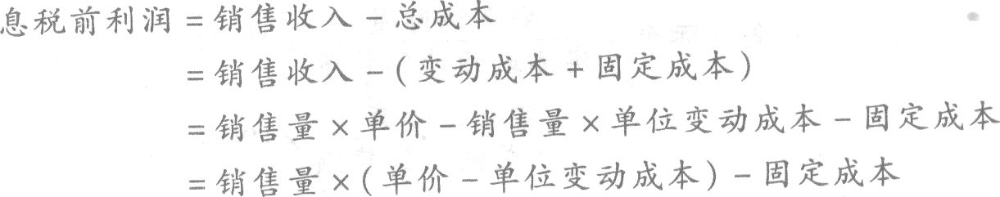 息税前利润=销售收入-总成本
=销售收入-(变动成本+固定成本)
=销售量×单价-销售量×单位变动成本-固定成本
=销售量×(单价-单位变动成本)-固定成本